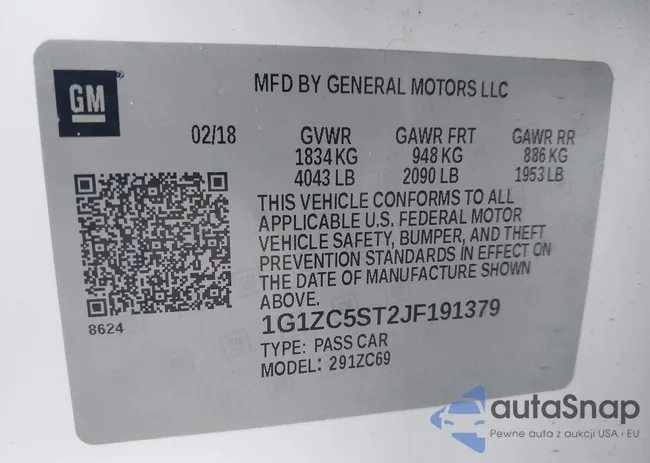 GM
MFD BY GENERAL MOTORS LLC
02/18 GVWR GAWR FRT GAWR RR
1834 KG 948 KG 886 KG
4043 LB 2090 LB 1953 LB
THIS VEHICLE CONFORMS TO ALL
APPLICABLE U.S. FEDERAL MOTOR
VEHICLE SAFETY, BUMPER, AND THEFT
PREVENTION STANDARDS IN EFFECT ON
THE DATE OF MANUFACTURE SHOWN
ABOVE.
8624
1G1ZC5ST2JF191379
TYPE: PASS CAR
MODEL: 291ZC69
autaSnap
Pewne auta z aukcji USA i EU